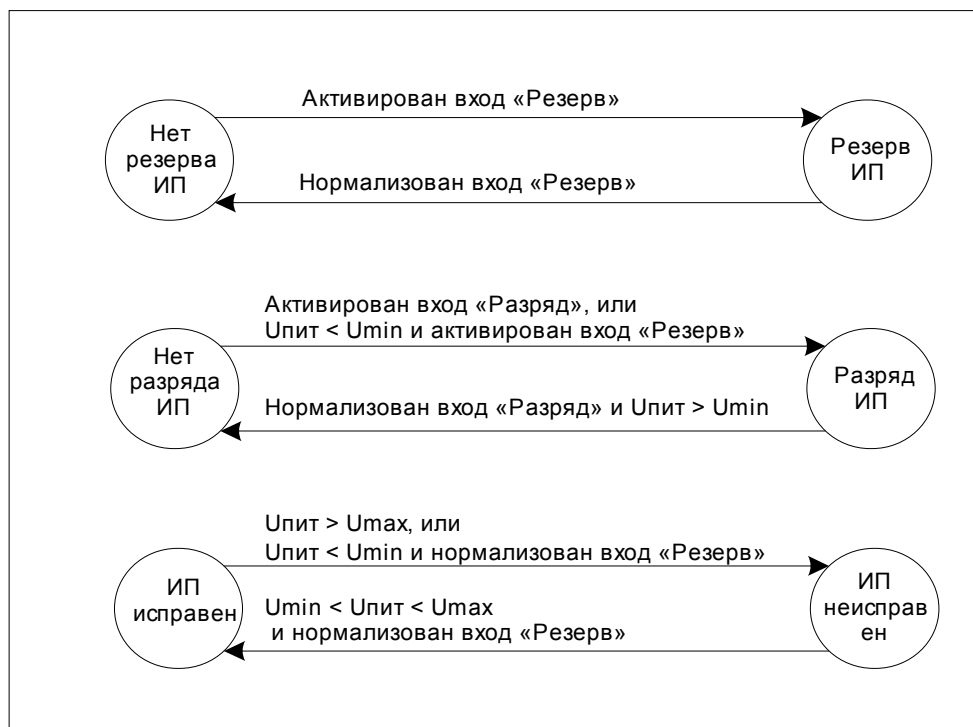 Активирован вход «Резерв»
Нет
резерва
ИП
Резерв
ИП
Нормализован вход «Резерв»
Активирован вход «Разряд», или
Uпит < Umin и активирован вход «Резерв»
Нет
разряда
ИП
Разряд
ИП
Нормализован вход «Разряд» и Uпит > Umin
Uпит > Umax, или
Uпит < Umin и нормализован вход «Резерв»
ИП
исправен
ИП
неисправ
ен
Umin < Uпит < Umax
и нормализован вход «Резерв»